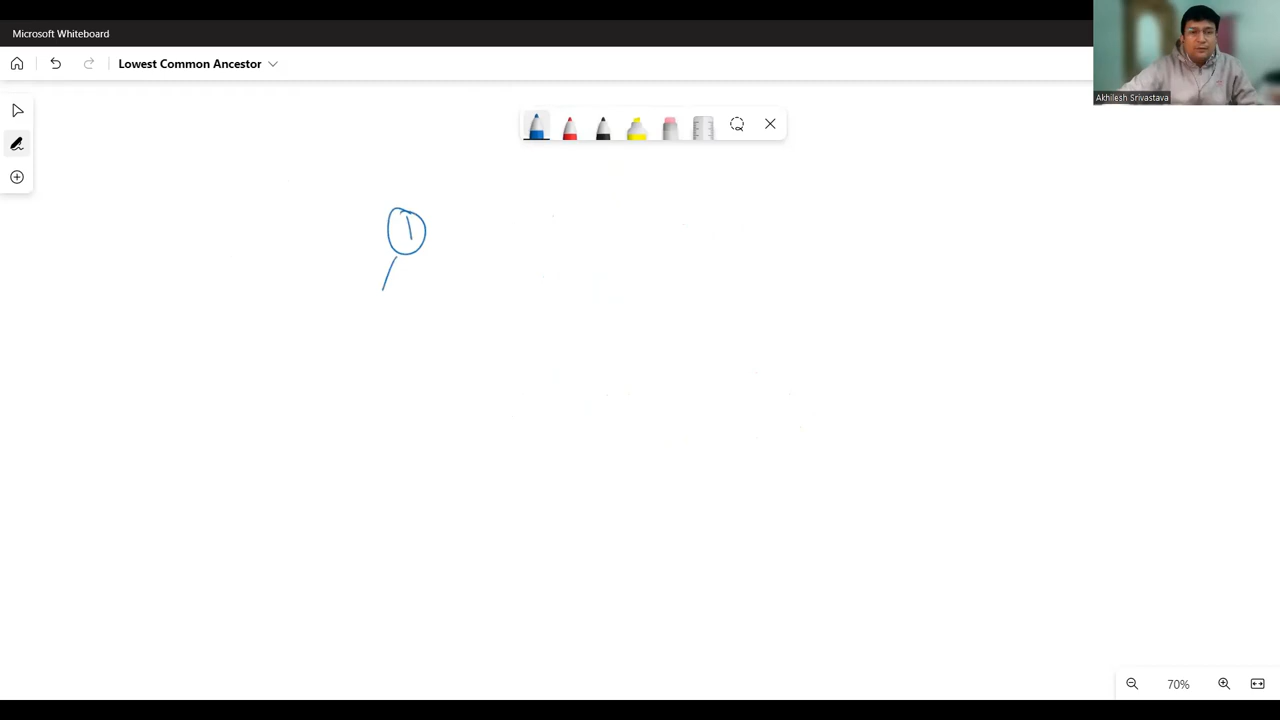 Microsoft Whiteboard
Lowest Common Ancestor
Akhilesh Srivastava
1
70%